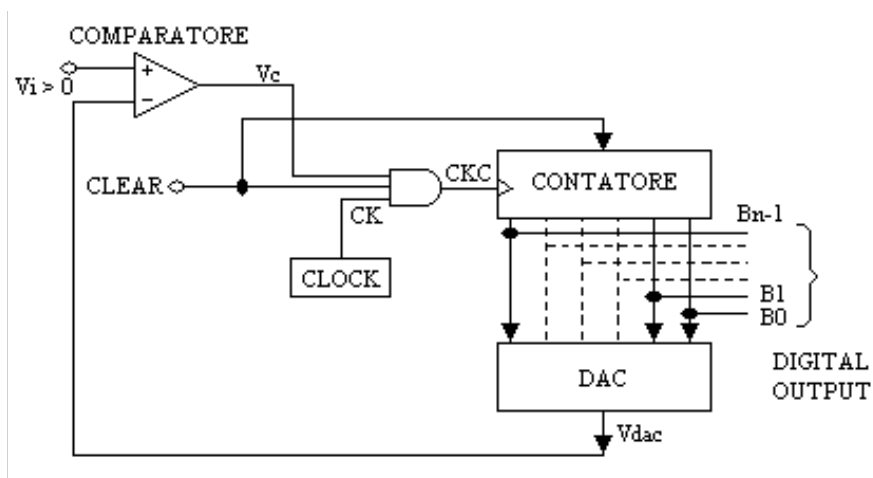 COMPARATORE
Vi > 0
+
−
Vc
CLEAR
CK
CKC
CONTATORE
CLOCK
Bn-1
B1
B0
DAC
DIGITAL
OUTPUT
Vdac